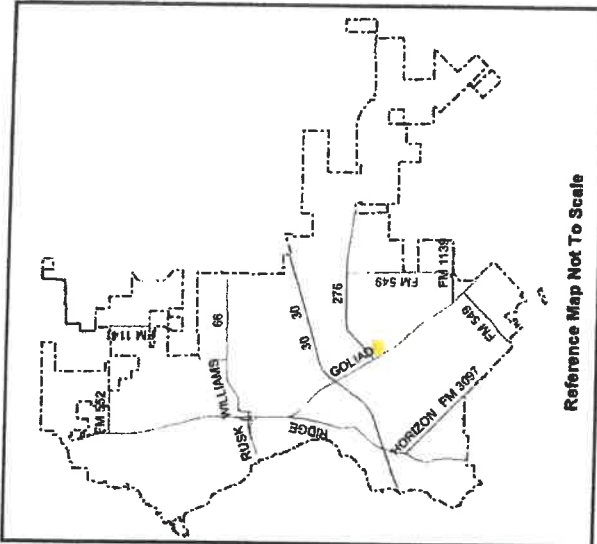 FM 552
FM 1141
WILLIAMS
66
RUSK
RIDGE
30
30
276
GOLIAD
FM 549
FM 1139
FM 549
HORIZON FM 3097
Reference Map Not To Scale